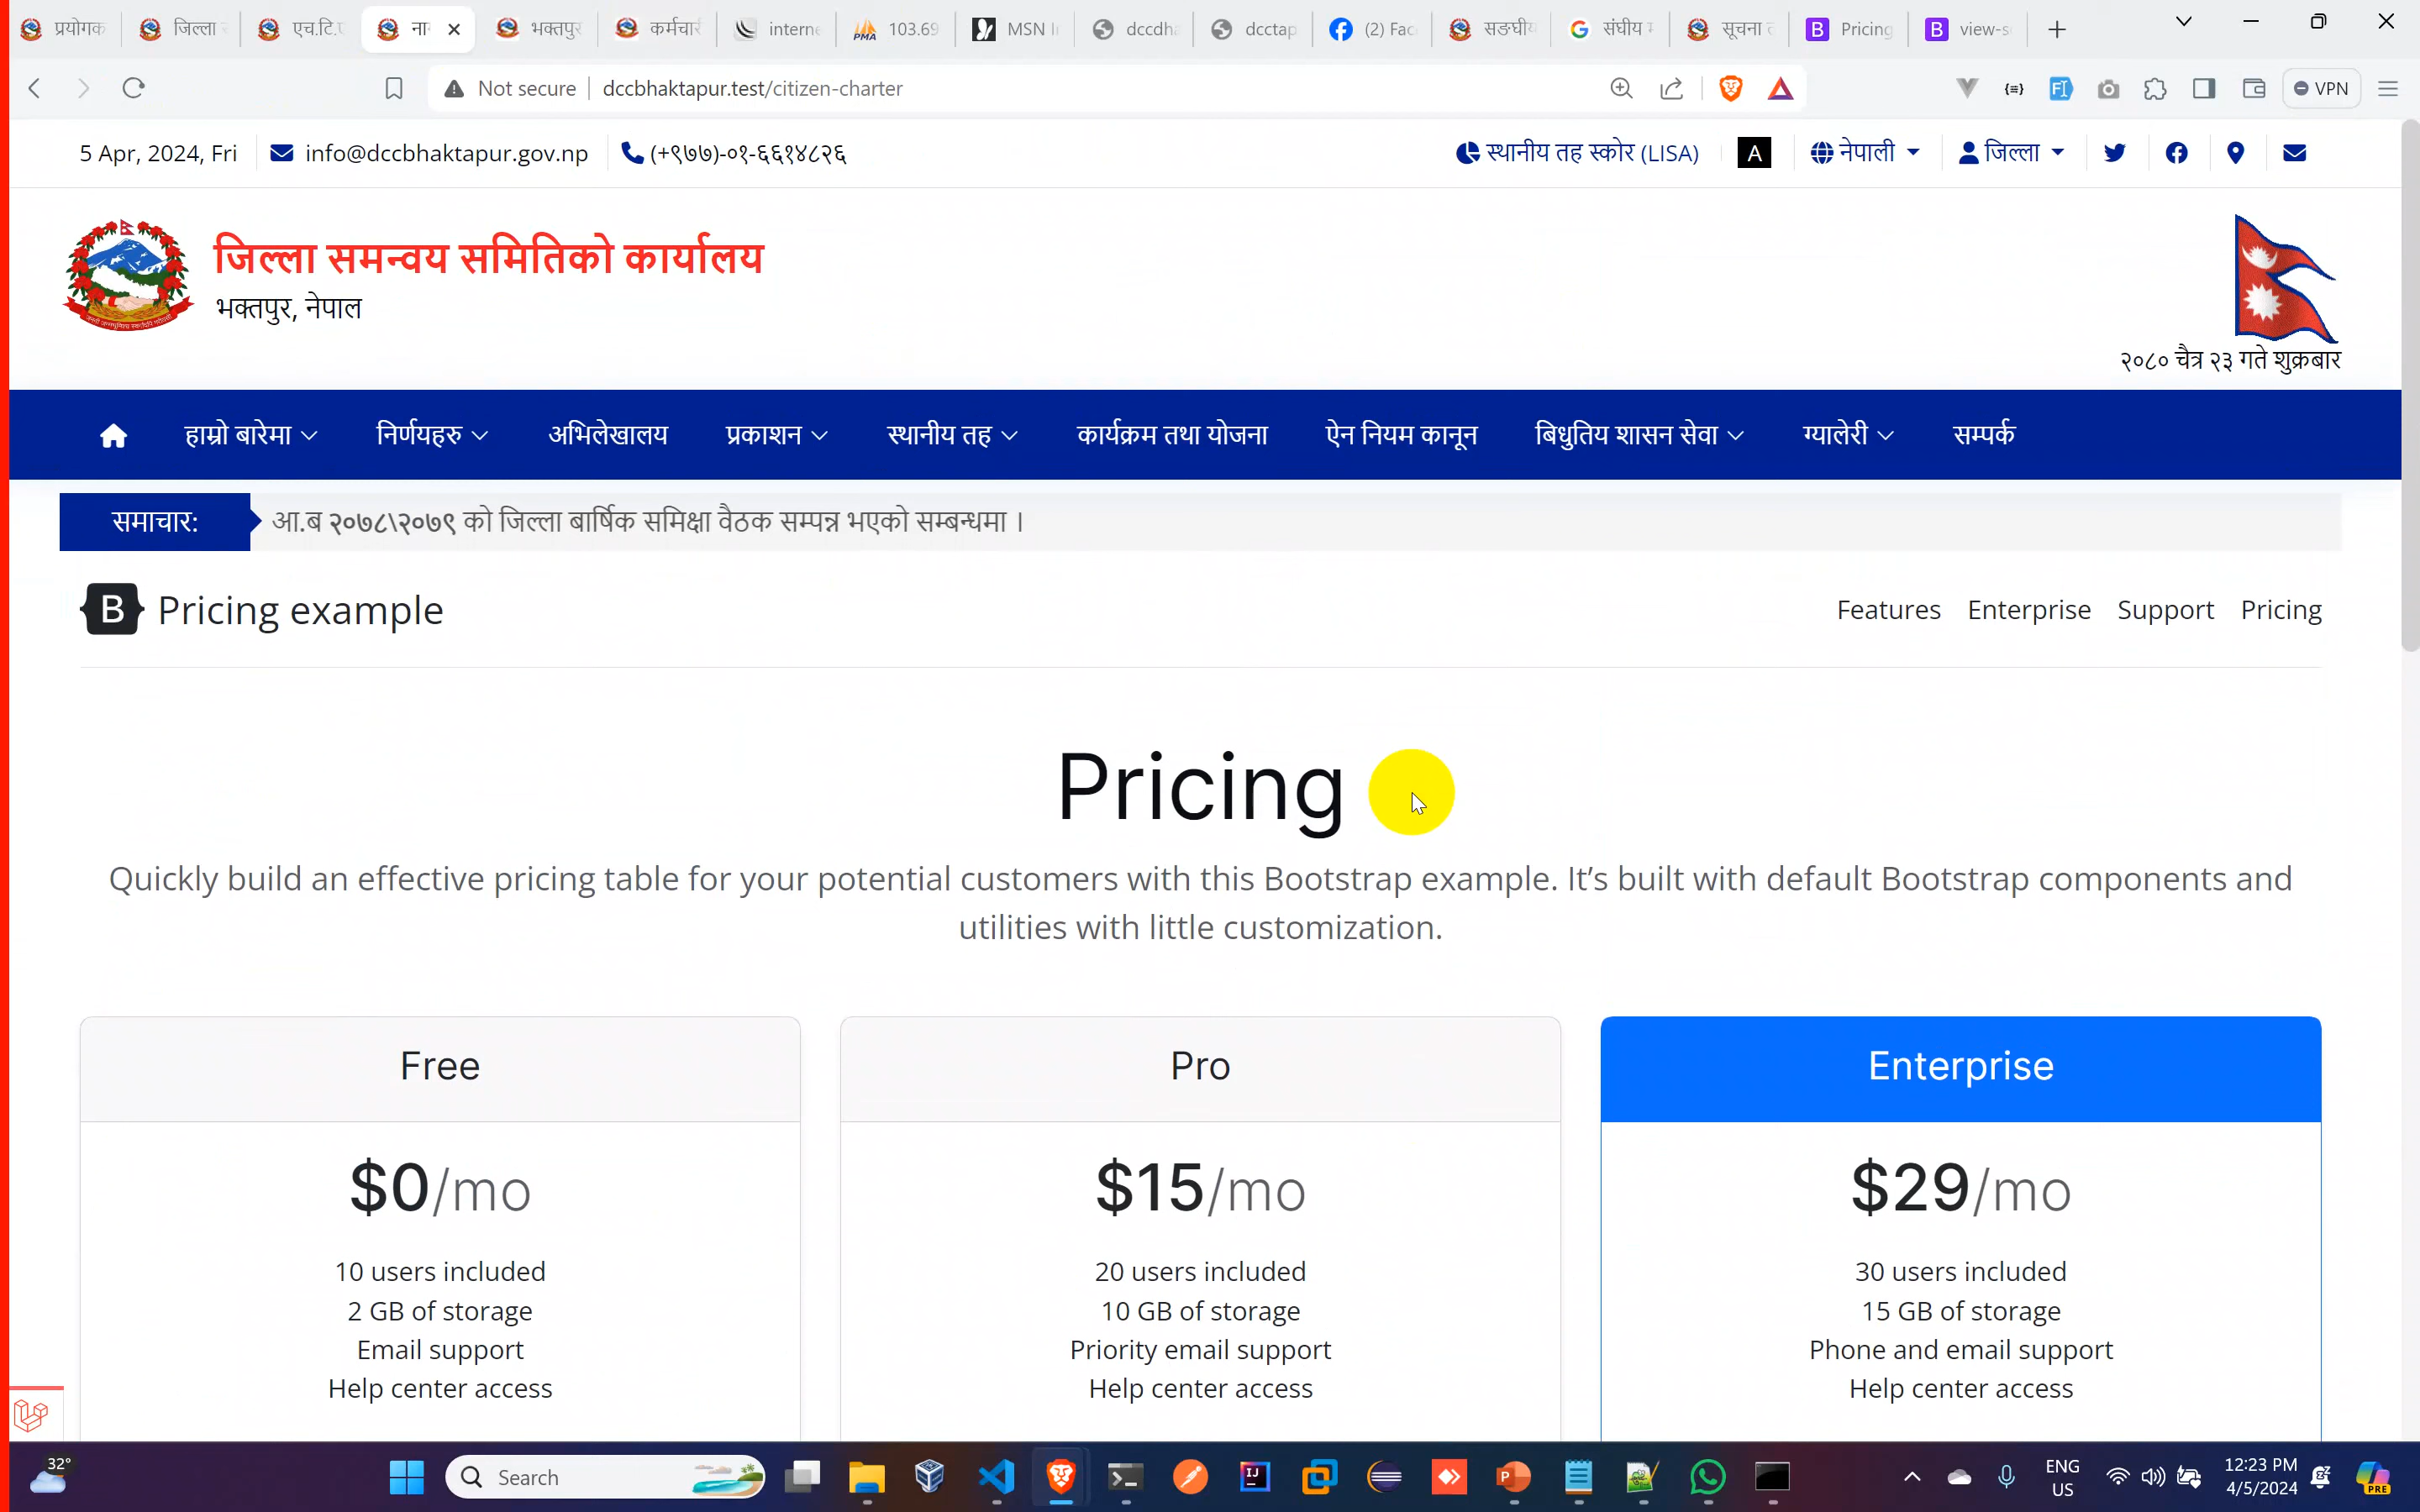 प्रयोगक
जिल्ला
एच.टि.ए
ना
भक्तपुर
कर्मचारी
interne
103.69
MSN I
dccdha
dcctap
(2) Fac
सङघीय
संघीय
सूचना
Pricing
view-s
Not secure
dccbhaktapur.test/citizen-charter
VPN
5 Apr, 2024, Fri
info@dccbhaktapur.gov.np
(+९७७)-०१-६६१४८२६
स्थानीय तह स्कोर (LISA)
A
नेपाली
जिल्ला
जिल्ला समन्वय समितिको कार्यालय
भक्तपुर, नेपाल
२०८० चैत्र २३ गते शुक्रबार
हाम्रो बारेमा
निर्णयहरु
अभिलेखालय
प्रकाशन
स्थानीय तह
कार्यक्रम तथा योजना
ऐन नियम कानून
बिधुतिय शासन सेवा
ग्यालेरी
सम्पर्क
समाचार:
आ.ब २०७८\२०७९ को जिल्ला बार्षिक समिक्षा वैठक सम्पन्न भएको सम्बन्धमा ।
B
Pricing example
Features
Enterprise
Support
Pricing
Pricing
Quickly build an effective pricing table for your potential customers with this Bootstrap example. It’s built with default Bootstrap components and
utilities with little customization.
Free
$0/mo
10 users included
2 GB of storage
Email support
Help center access
Pro
$15/mo
20 users included
10 GB of storage
Priority email support
Help center access
Enterprise
$29/mo
30 users included
15 GB of storage
Phone and email support
Help center access
32°
Search
ENG
US
12:23 PM
4/5/2024
PRE